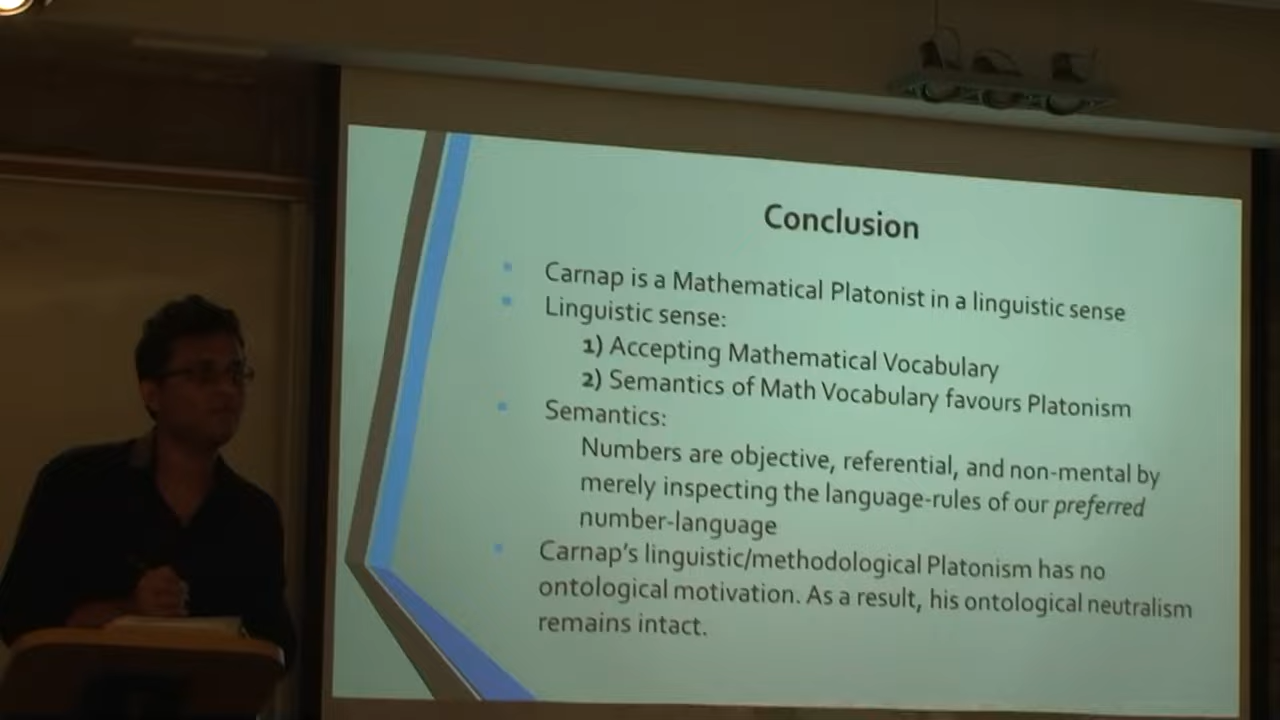 Conclusion
Carnap is a Mathematical Platonist in a linguistic sense
Linguistic sense:
1) Accepting Mathematical Vocabulary
2) Semantics of Math Vocabulary favours Platonism
Semantics:
Numbers are objective, referential, and non-mental by
merely inspecting the language-rules of our preferred
number-language
Carnap's linguistic/methodological Platonism has no
ontological motivation. As a result, his ontological neutralism
remains intact.